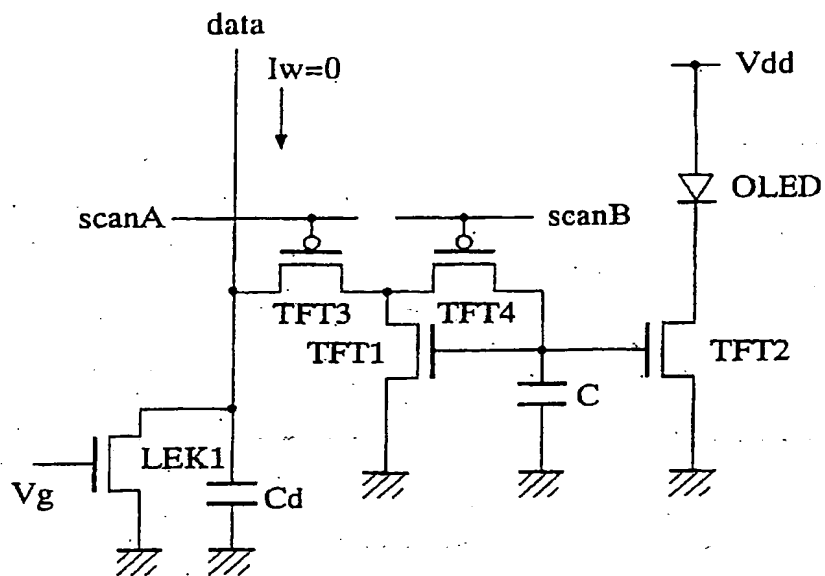 data
Iw=0
Vdd
OLED
scanA
scanB
TFT3
TFT4
TFT1
TFT2
C
LEK1
Vg
Cd